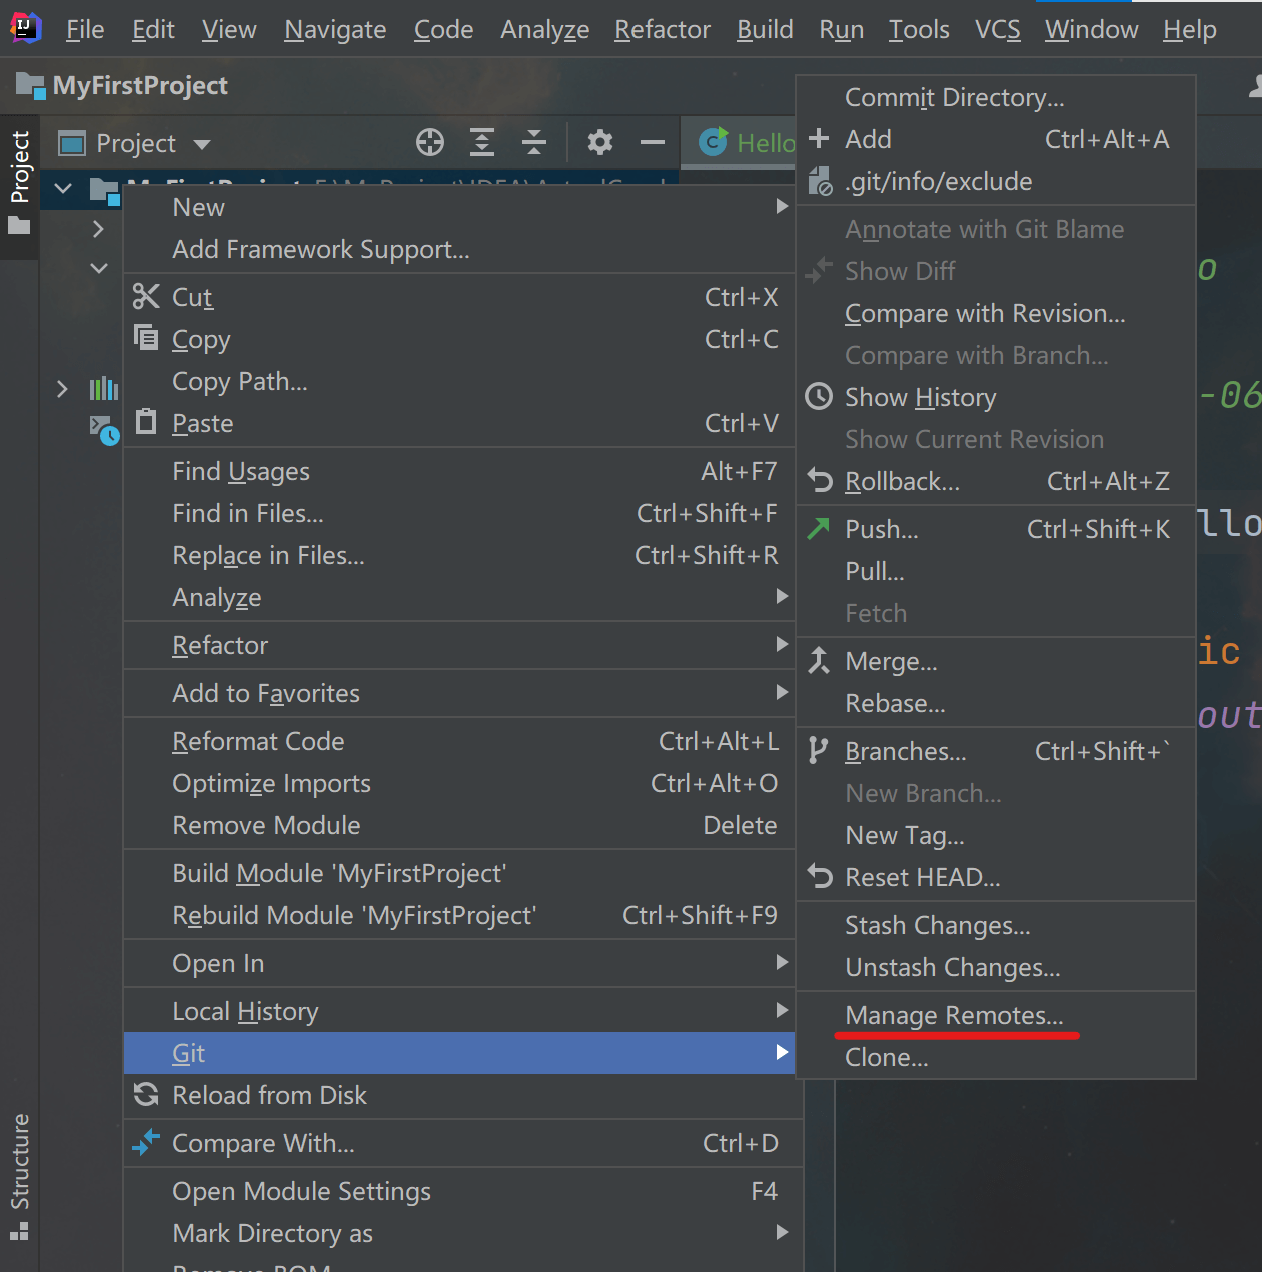 File Edit View Navigate Code Analyze Refactor Build Run Tools VCS Window Help
MyFirstProject
Project
Project
Hello
New
Add Framework Support...
Cut Ctrl+X
Copy Ctrl+C
Copy Path...
Paste Ctrl+V
Find Usages Alt+F7
Find in Files... Ctrl+Shift+F
Replace in Files... Ctrl+Shift+R
Analyze
Refactor
Add to Favorites
Reformat Code Ctrl+Alt+L
Optimize Imports Ctrl+Alt+O
Remove Module Delete
Build Module 'MyFirstProject'
Rebuild Module 'MyFirstProject' Ctrl+Shift+F9
Open In
Local History
Git
Reload from Disk
Compare With... Ctrl+D
Open Module Settings F4
Mark Directory as
Remove BOM
Commit Directory...
Add Ctrl+Alt+A
.git/info/exclude
Annotate with Git Blame
Show Diff
Compare with Revision...
Compare with Branch...
Show History
Show Current Revision
Rollback... Ctrl+Alt+Z
Push... Ctrl+Shift+K
Pull...
Fetch
Merge...
Rebase...
Branches... Ctrl+Shift+`
New Branch...
New Tag...
Reset HEAD...
Stash Changes...
Unstash Changes...
Manage Remotes...
Clone...
o
-06
llo
ic
out
Structure